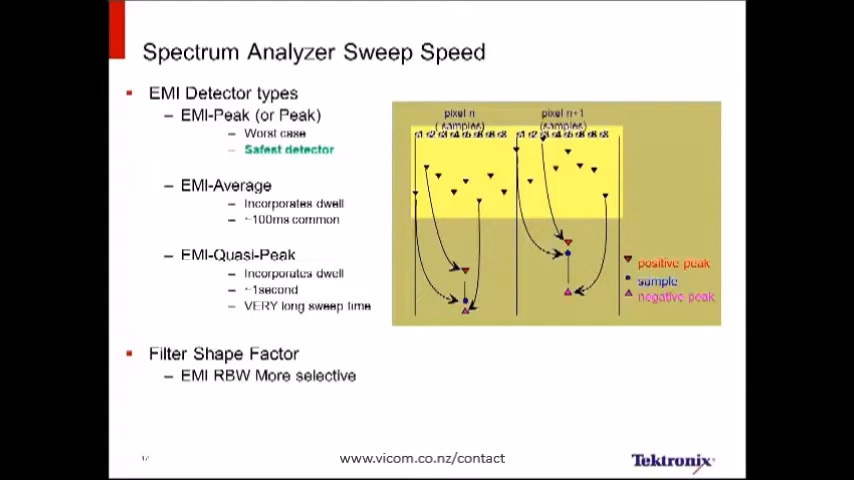 Spectrum Analyzer Sweep Speed
EMI Detector types
– EMI-Peak (or Peak)
– Worst case
– Safest detector
– EMI-Average
– Incorporates dwell
– ~100ms common
– EMI-Quasi-Peak
– Incorporates dwell
– ~1second
– VERY long sweep time
Filter Shape Factor
– EMI RBW More selective
pixel n
( samples)
s1 s2 s3 s4 s5 s6 s7 s8
pixel n+1
(samples)
s1 s2 s3 s4 s5 s6 s7 s8
positive peak
sample
negative peak
www.vicom.co.nz/contact
Tektronix